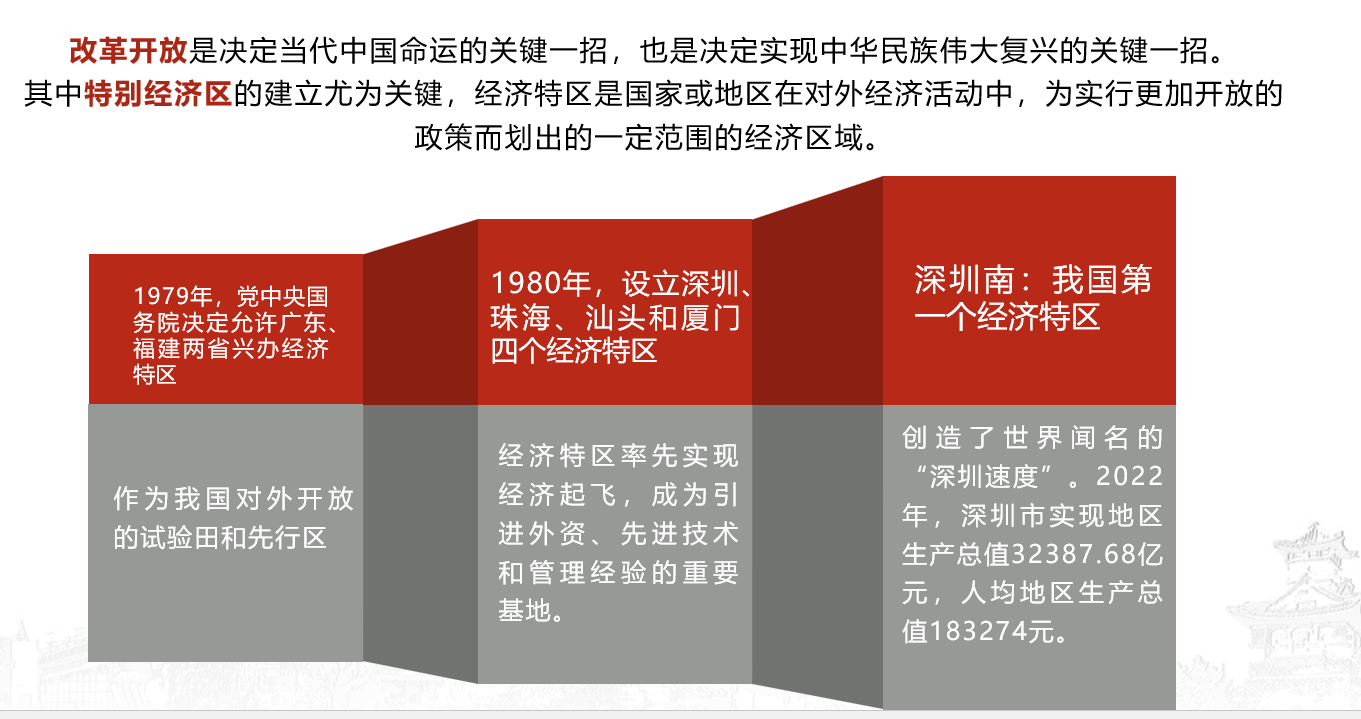 改革开放是决定当代中国命运的关键一招，也是决定实现中华民族伟大复兴的关键一招。
其中特别经济区的建立尤为关键，经济特区是国家或地区在对外经济活动中，为实行更加开放的
政策而划出的一定范围的经济区域。
1979年，党中央国
务院决定允许广东、
福建两省兴办经济
特区
作为我国对外开放
的试验田和先行区
1980年，设立深圳、
珠海、汕头和厦门
四个经济特区
经济特区率先实现
经济起飞，成为引
进外资、先进技术
和管理经验的重要
基地。
深圳南：我国第
一个经济特区
创造了世界闻名的
“深圳速度”。2022
年，深圳市实现地区
生产总值32387.68亿
元，人均地区生产总
值183274元。